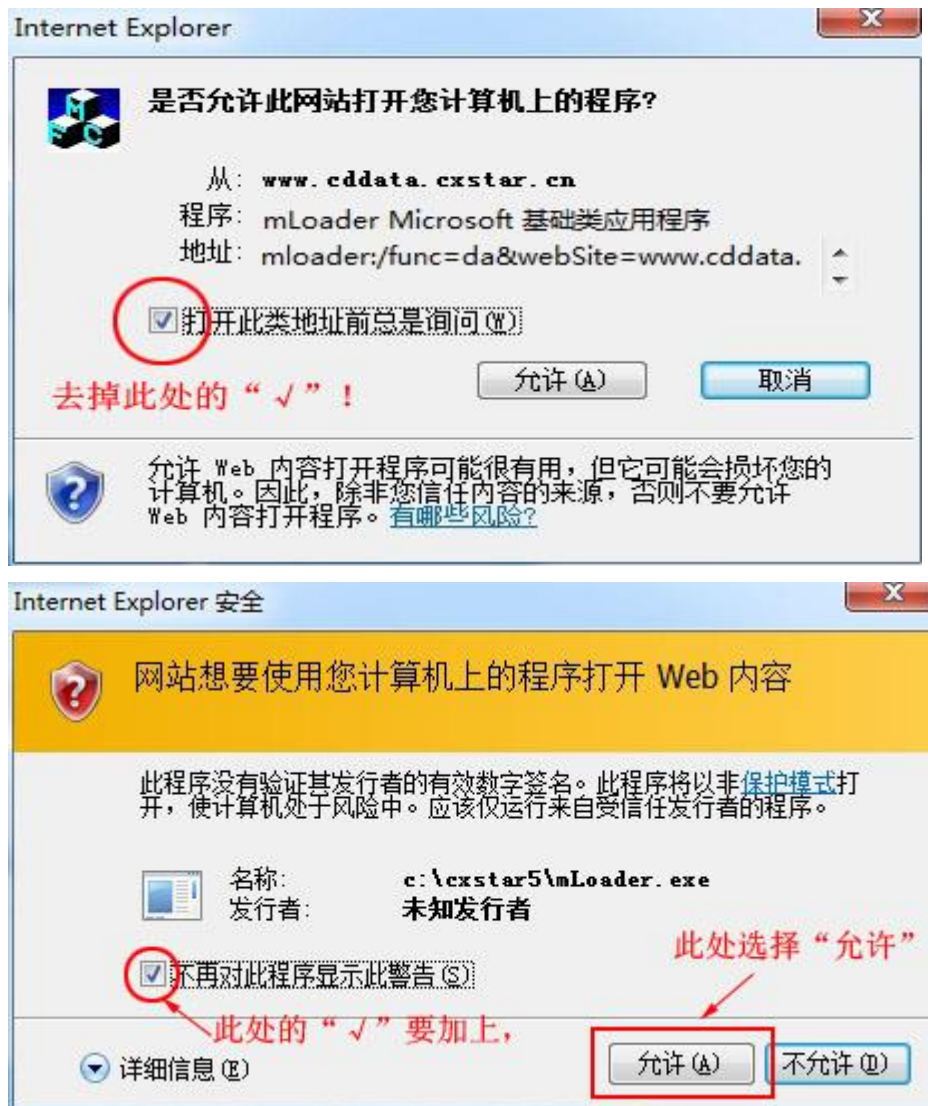 Internet Explorer
是否允许此网站打开您计算机上的程序?
从: www.cddata.cxstar.cn
程序: mLoader Microsoft 基础类应用程序
地址: mloader:/func=da&webSite=www.cddata.
打开此类地址前总是询问(W)
去掉此处的“√”!
允许(A)
取消
允许 Web 内容打开程序可能很有用,但它可能会损坏您的
计算机。因此,除非您信任内容的来源,否则不要允许
Web 内容打开程序。有哪些风险?
Internet Explorer 安全
网站想要使用您计算机上的程序打开 Web 内容
此程序没有验证其发行者的有效数字签名。此程序将以非保护模式打
开,使计算机处于风险中。应该仅运行来自受信任发行者的程序。
名称: c:\cxstar5\mLoader.exe
发行者: 未知发行者
此处选择“允许”
不再对此程序显示此警告(S)
此处的“√”要加上,
详细信息(E)
允许(A)
不允许(D)